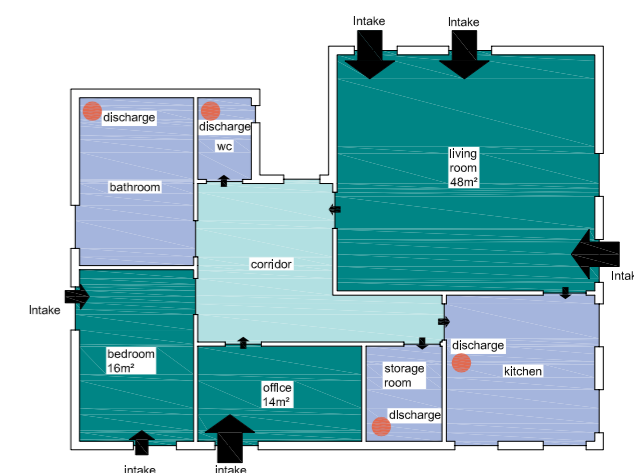 Intake
Intake
discharge
discharge
wc
living
room
48m²
bathroom
corridor
Intak
Intake
discharge
bedroom
16m²
storage
room
kitchen
office
14m²
dIscharge
intake
intake